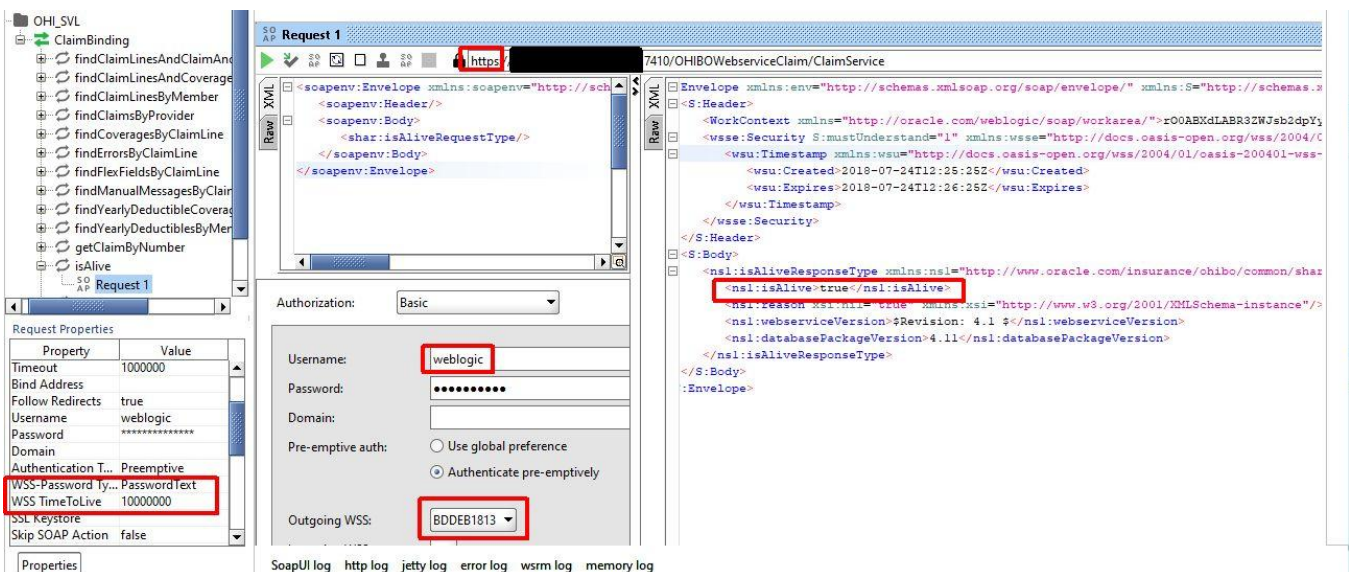 OHI_SVL
ClaimBinding
findClaimLinesAndClaimAn
findClaimLinesAndCoverage
findClaimLinesByMember
findClaimsByProvider
findCoveragesByClaimLine
findErrorsByClaimLine
findFlexFieldsByClaimLine
findManualMessagesByClair
findYearlyDeductibleCoverag
findYearlyDeductiblesByMer
getClaimByNumber
isAlive
SO AP Request 1
Request Properties
Property Value
Timeout 1000000
Bind Address
Follow Redirects true
Username weblogic
Password **************
Domain
Authentication T... Preemptive
WSS-Password Ty... PasswordText
WSS TimeToLive 10000000
SSL Keystore
Skip SOAP Action false
Properties
SO AP Request 1
https:/ 7410/OHIBOWebserviceClaim/ClaimService
XML
Raw
<soapenv:Envelope xmlns:soapenv="http://sch
<soapenv:Header/>
<soapenv:Body>
<shar:isAliveRequestType/>
</soapenv:Body>
</soapenv:Envelope>
Authorization: Basic
Username: weblogic
Password: ••••••••••
Domain:
Pre-emptive auth: Use global preference
Authenticate pre-emptively
Outgoing WSS: BDDEB1813
XML
Raw
Envelope xmlns:env="http://schemas.xmlsoap.org/soap/envelope/" xmlns:S="http://schemas.x
<S:Header>
<WorkContext xmlns="http://oracle.com/weblogic/soap/workarea/">rO0ABXdLABR3ZWJsb2dpYy
<wsse:Security S:mustUnderstand="1" xmlns:wsse="http://docs.oasis-open.org/wss/2004/0
<wsu:Timestamp xmlns:wsu="http://docs.oasis-open.org/wss/2004/01/oasis-200401-wss-
<wsu:Created>2018-07-24T12:25:25Z</wsu:Created>
<wsu:Expires>2018-07-24T12:26:25Z</wsu:Expires>
</wsu:Timestamp>
</wsse:Security>
</S:Header>
<S:Body>
<ns1:isAliveResponseType xmlns:ns1="http://www.oracle.com/insurance/ohibo/common/shar
<ns1:isAlive>true</ns1:isAlive>
<ns1:reason xsi:nil="true" xmlns:xsi="http://www.w3.org/2001/XMLSchema-instance"/>
<ns1:webserviceVersion>$Revision: 4.1 $</ns1:webserviceVersion>
<ns1:databasePackageVersion>4.11</ns1:databasePackageVersion>
</ns1:isAliveResponseType>
</S:Body>
:Envelope>
SoapUI log http log jetty log error log wsrm log memory log